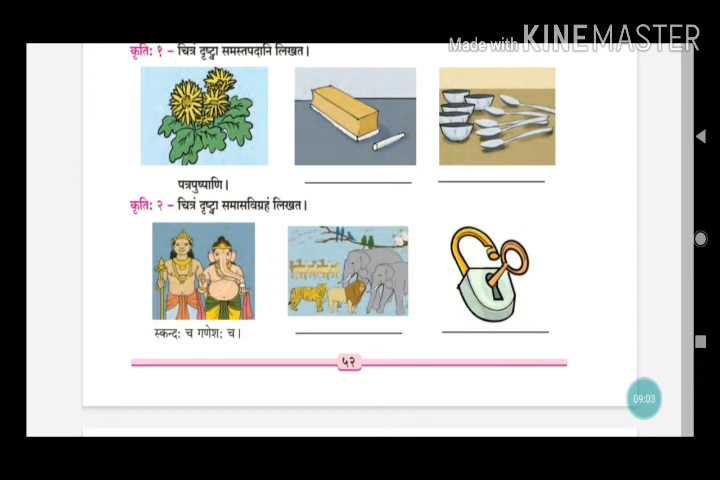 Made with KINEMASTER
कृति: १ – चित्रं दृष्ट्वा समस्तपदानि लिखत।
पत्रपुष्पाणि।
कृति: २ – चित्रं दृष्ट्वा समासविग्रहं लिखत।
स्कन्दः च गणेशः च।
५२
09:03